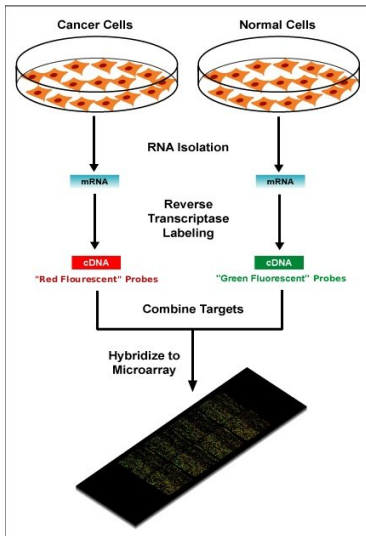 Cancer Cells
Normal Cells
RNA Isolation
mRNA
mRNA
Reverse
Transcriptase
Labeling
cDNA
cDNA
"Red Flourescent" Probes
"Green Fluorescent" Probes
Combine Targets
Hybridize to
Microarray